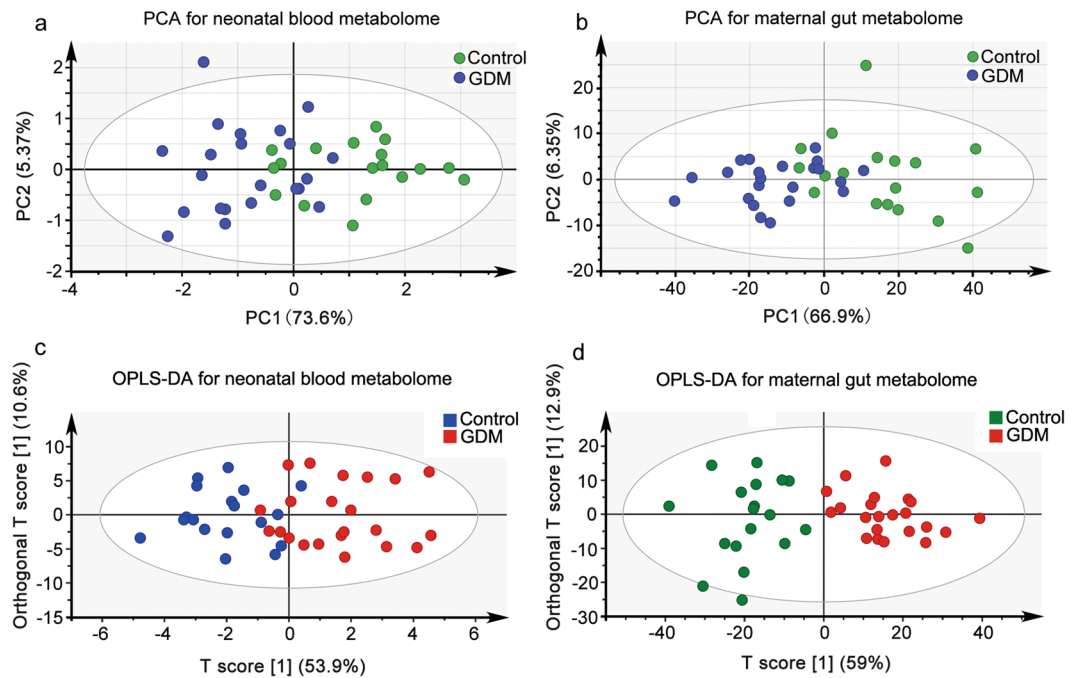 a
PCA for neonatal blood metabolome
Control
GDM
2
1
0
-1
-2
-4
-2
0
2
PC2 (5.37%)
PC1 (73.6%)
b
PCA for maternal gut metabolome
Control
GDM
20
10
0
-10
-20
-40
-20
0
20
40
PC2 (6.35%)
PC1 (66.9%)
c
OPLS-DA for neonatal blood metabolome
Control
GDM
10
5
0
-5
-10
-15
-6
-4
-2
0
2
4
6
Orthogonal T score [1] (10.6%)
T score [1] (53.9%)
d
OPLS-DA for maternal gut metabolome
Control
GDM
20
10
0
-10
-20
-30
-40
-20
0
20
40
Orthogonal T score [1] (12.9%)
T score [1] (59%)